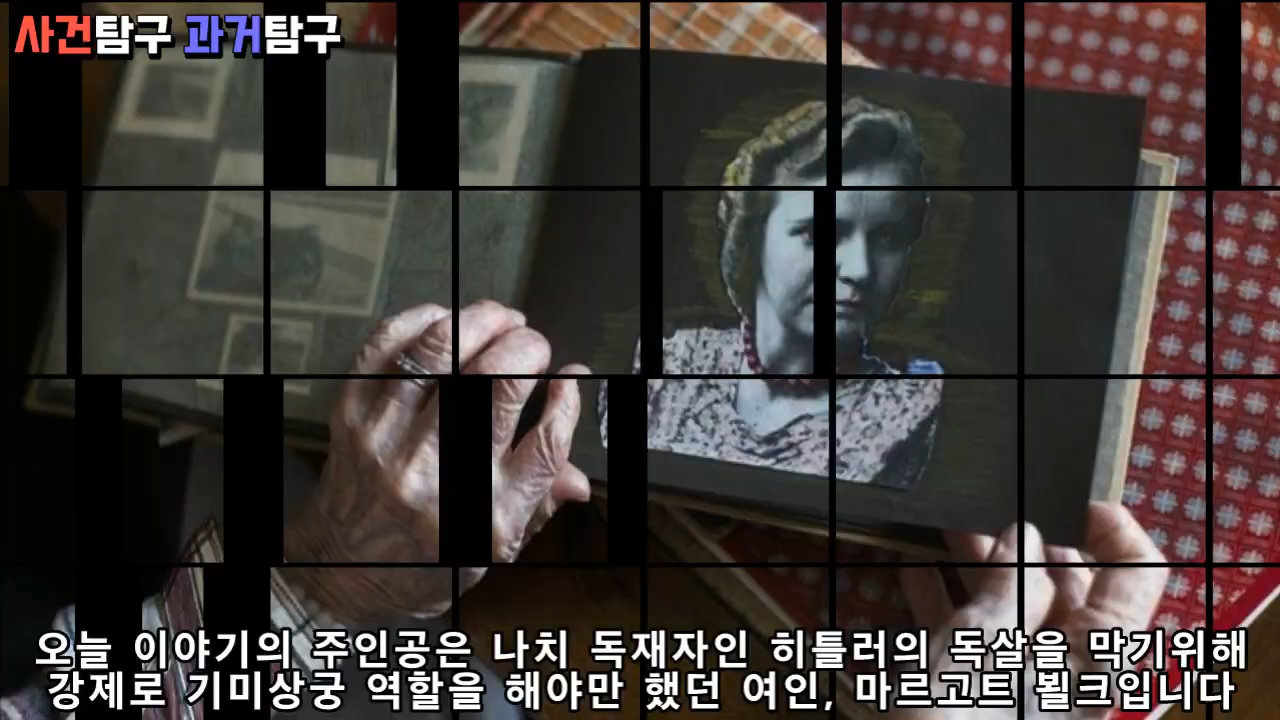 사건탐구 과거탐구
오늘 이야기의 주인공은 나치 독재자인 히틀러의 독살을 막기위해
강제로 기미상궁 역할을 해야만 했던 여인, 마르고트 뵐크입니다